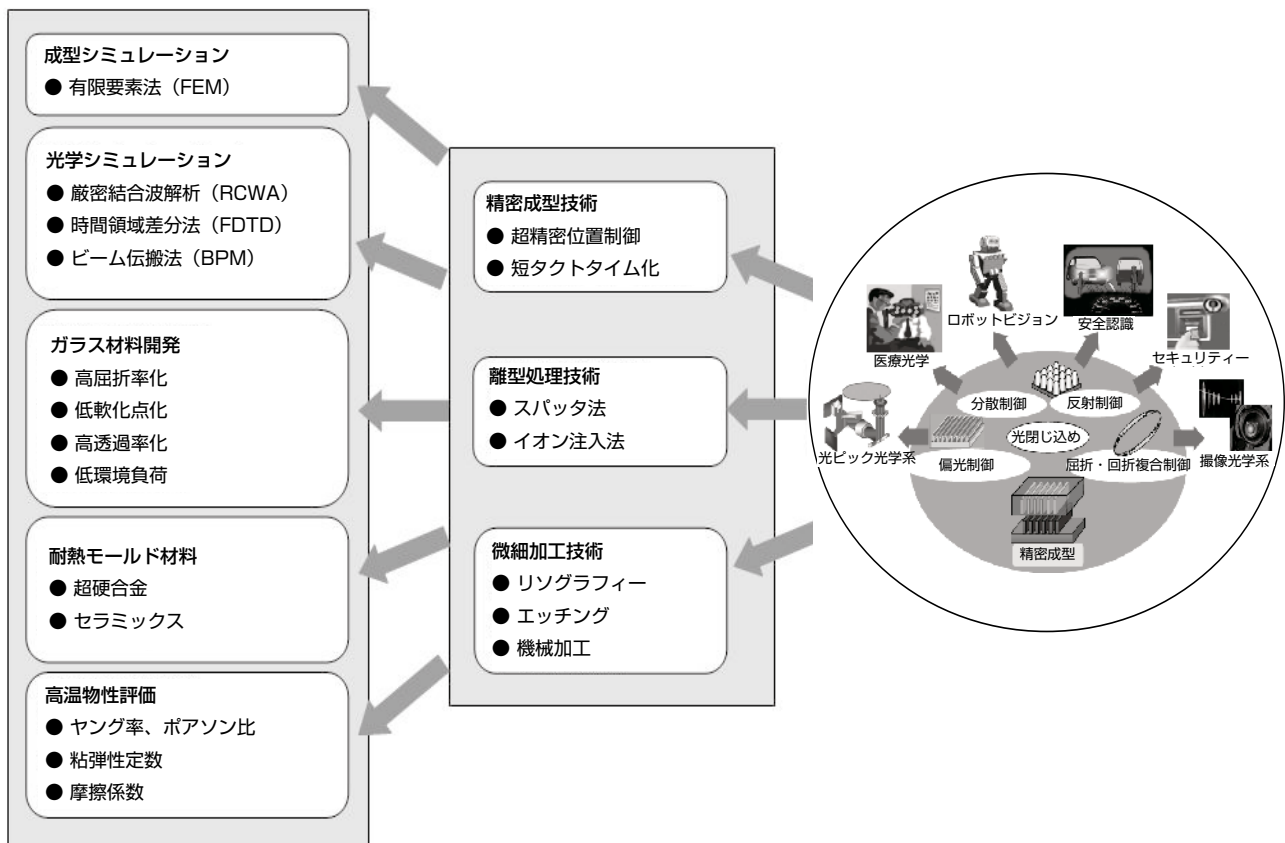 成型シミュレーション
● 有限要素法（FEM）
光学シミュレーション
● 厳密結合波解析（RCWA）
● 時間領域差分法（FDTD）
● ビーム伝搬法（BPM）
ガラス材料開発
● 高屈折率化
● 低軟化点化
● 高透過率化
● 低環境負荷
耐熱モールド材料
● 超硬合金
● セラミックス
高温物性評価
● ヤング率、ポアソン比
● 粘弾性定数
● 摩擦係数
精密成型技術
● 超精密位置制御
● 短タクトタイム化
離型処理技術
● スパッタ法
● イオン注入法
微細加工技術
● リソグラフィー
● エッチング
● 機械加工
ロボットビジョン
安全認識
医療光学
セキュリティー
分散制御
反射制御
光閉じ込め
光ピック光学系
偏光制御
屈折・回折複合制御
撮像光学系
精密成型